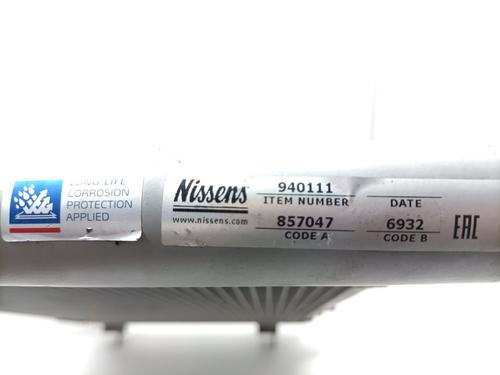 LONG LIFE
CORROSION
PROTECTION
APPLIED
Nissens
www.nissens.com
940111
ITEM NUMBER
857047
CODE A
DATE
6932
CODE B
EAC